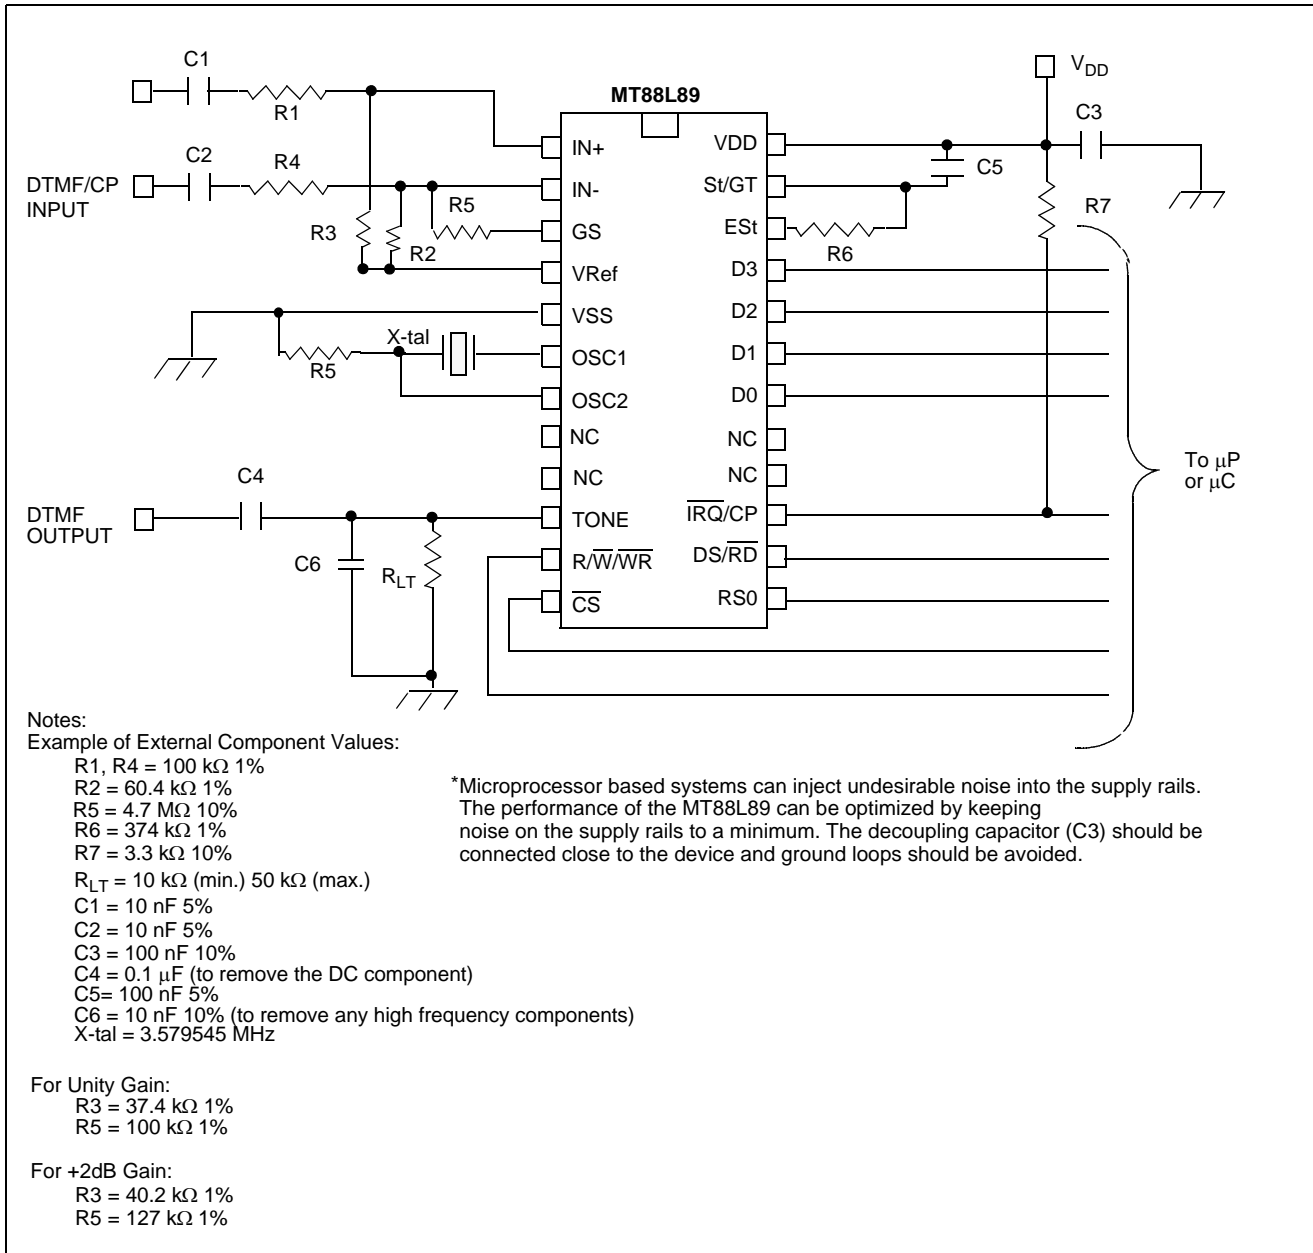 C1
R1
MT88L89
V_DD
C3
IN+
VDD
C2
R4
DTMF/CP
INPUT
IN-
St/GT
C5
R5
R3
R2
GS
ESt
R6
R7
VRef
D3
VSS
D2
X-tal
R5
OSC1
D1
OSC2
D0
NC
NC
NC
NC
To µP
or µC
C4
DTMF
OUTPUT
TONE
I̅R̅Q̅/CP
C6
R_LT
R/W̅/W̅R̅
DS/R̅D̅
C̅S̅
RS0
Notes:
Example of External Component Values:
R1, R4 = 100 kΩ 1%
R2 = 60.4 kΩ 1%
R5 = 4.7 MΩ 10%
R6 = 374 kΩ 1%
R7 = 3.3 kΩ 10%
R_LT = 10 kΩ (min.) 50 kΩ (max.)
C1 = 10 nF 5%
C2 = 10 nF 5%
C3 = 100 nF 10%
C4 = 0.1 µF (to remove the DC component)
C5= 100 nF 5%
C6 = 10 nF 10% (to remove any high frequency components)
X-tal = 3.579545 MHz
*Microprocessor based systems can inject undesirable noise into the supply rails.
The performance of the MT88L89 can be optimized by keeping
noise on the supply rails to a minimum. The decoupling capacitor (C3) should be
connected close to the device and ground loops should be avoided.
For Unity Gain:
R3 = 37.4 kΩ 1%
R5 = 100 kΩ 1%
For +2dB Gain:
R3 = 40.2 kΩ 1%
R5 = 127 kΩ 1%